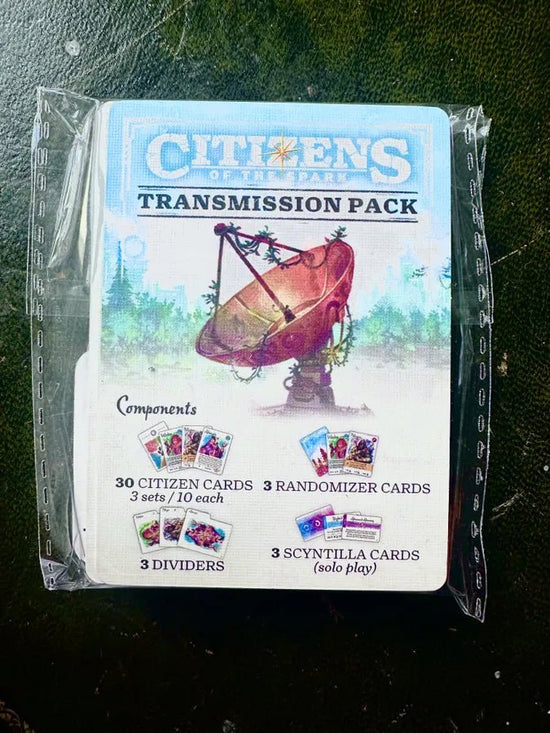 CITIZENS
OF THE SPARK
TRANSMISSION PACK
Components
30 CITIZEN CARDS
3 sets / 10 each
3 RANDOMIZER CARDS
3 DIVIDERS
3 SCYNTILLA CARDS
(solo play)